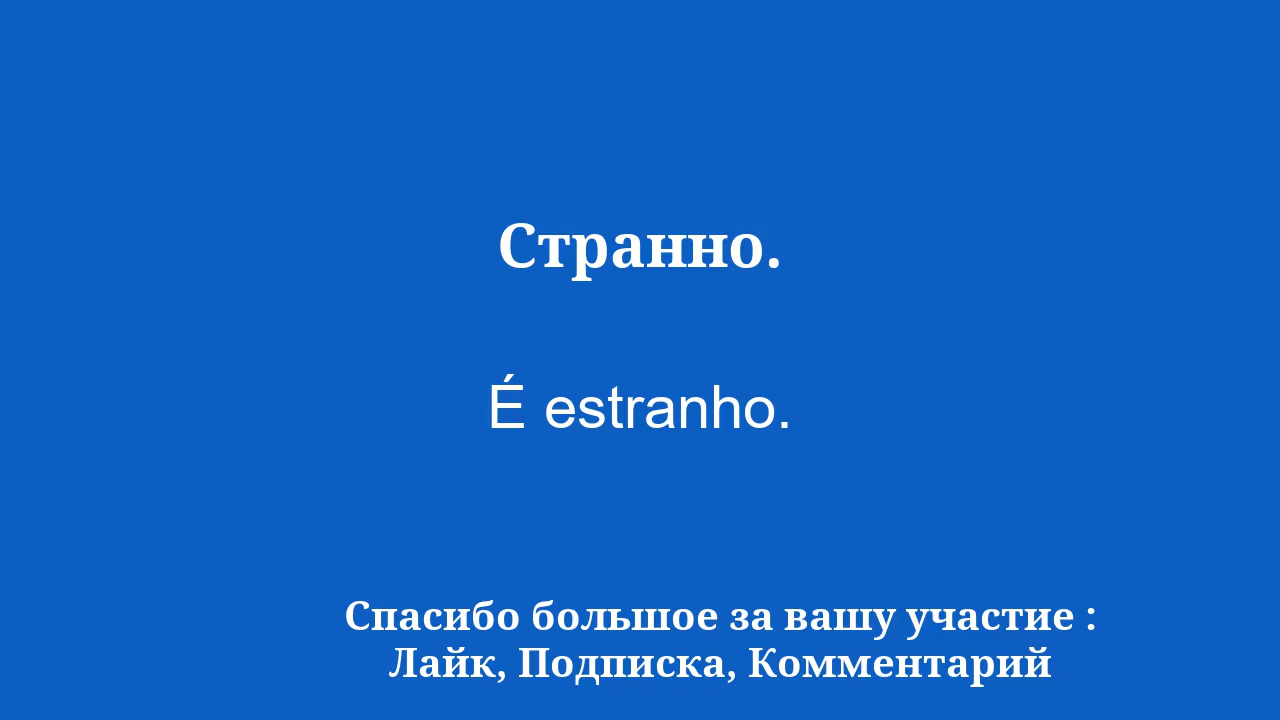 Странно.
É estranho.
Спасибо большое за вашу участие :
Лайк, Подписка, Комментарий